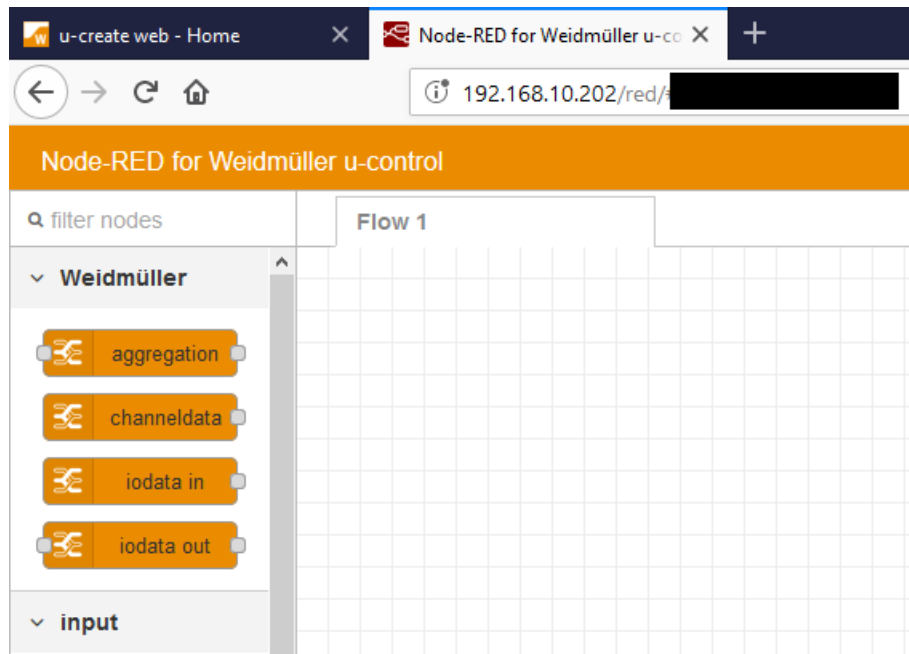 u-create web - Home
Node-RED for Weidmüller u-co
192.168.10.202/red/#
Node-RED for Weidmüller u-control
filter nodes
Flow 1
Weidmüller
aggregation
channeldata
iodata in
iodata out
input